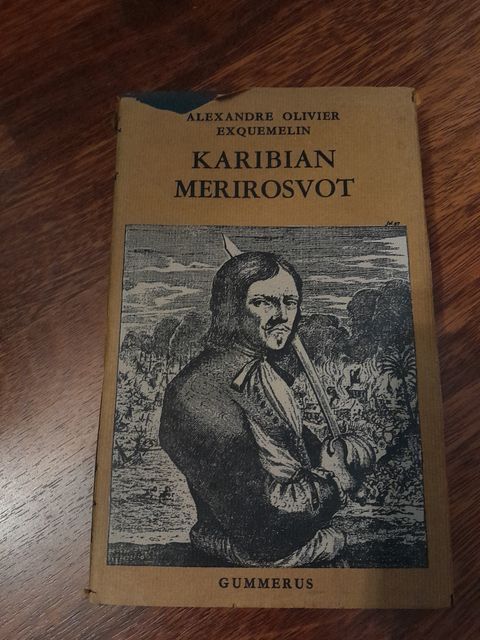 ALEXANDRE OLIVIER
EXQUEMELIN
KARIBIAN
MERIROSVOT
GUMMERUS